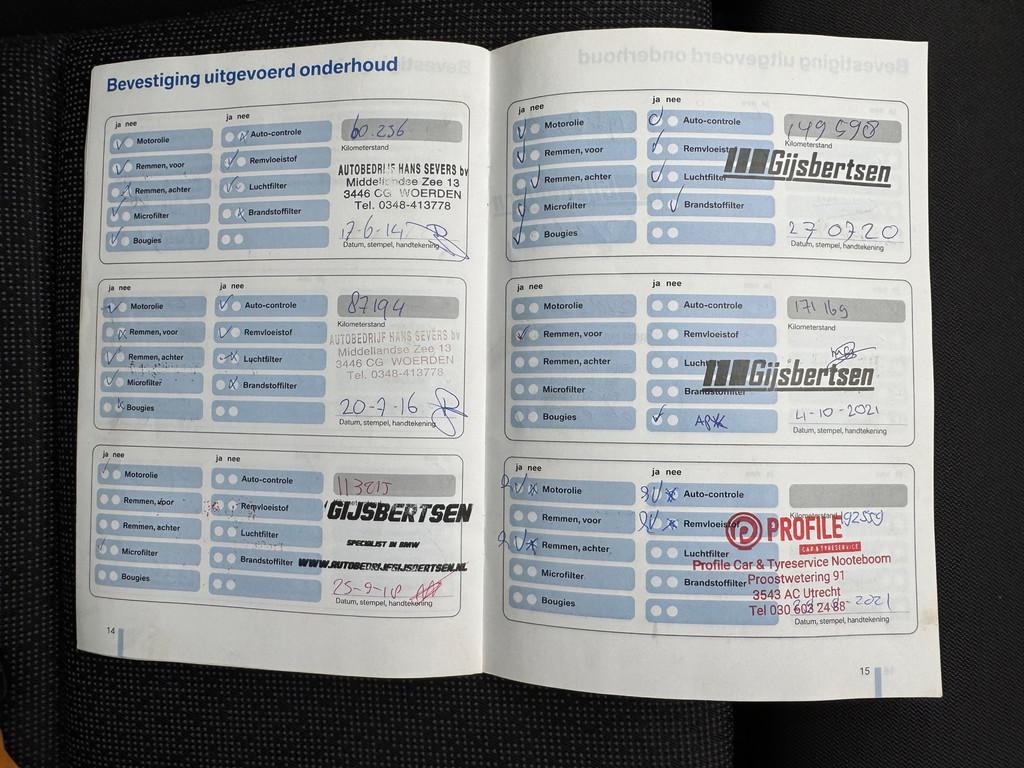 Bevestiging uitgevoerd onderhoud
ja nee
ja nee
Motorolie
Auto-controle
60.236
Kilometerstand
Remmen, voor
Remvloeistof
Remmen, achter
Luchtfilter
Microfilter
Brandstoffilter
Bougies
AUTOBEDRIJF HANS SEVERS bv
Middellandse Zee 13
3446 CG WOERDEN
Tel. 0348-413778
17-6-14
Datum, stempel, handtekening
ja nee
ja nee
Motorolie
Auto-controle
87194
Kilometerstand
Remmen, voor
Remvloeistof
Remmen, achter
Luchtfilter
Microfilter
Brandstoffilter
Bougies
AUTOBEDRIJF HANS SEVERS bv
Middellandse Zee 13
3446 CG WOERDEN
Tel. 0348-413778
20-7-16
Datum, stempel, handtekening
ja nee
ja nee
Motorolie
Auto-controle
Remmen, voor
Remvloeistof
Remmen, achter
Luchtfilter
Microfilter
Brandstoffilter
Bougies
GIJSBERTSEN
SPECIALIST IN BMW
WWW.AUTOBEDRIJFGIJSBERTSEN.NL
Datum, stempel, handtekening
14
ja nee
ja nee
Motorolie
Auto-controle
149598
Kilometerstand
Remmen, voor
Remvloeistof
Remmen, achter
Luchtfilter
Microfilter
Brandstoffilter
Bougies
Gijsbertsen
270720
Datum, stempel, handtekening
ja nee
ja nee
Motorolie
Auto-controle
171169
Kilometerstand
Remmen, voor
Remvloeistof
Remmen, achter
Microfilter
Brandstoffilter
Bougies
Gijsbertsen
4-10-2021
Datum, stempel, handtekening
ja nee
ja nee
Motorolie
Auto-controle
Kilometerstand
192559
Remmen, voor
Remvloeistof
Remmen, achter
Luchtfilter
Microfilter
Brandstoffilter
Bougies
PROFILE
CAR & TYRESERVICE
Profile Car & Tyreservice Nooteboom
Proostwetering 91
3543 AC Utrecht
Tel 030 603 24 88
Datum, stempel, handtekening
15